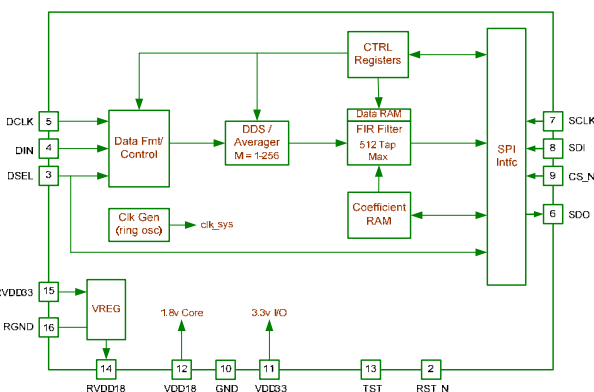 CTRL
Registers
DCLK
5
Data Fmt/
Control
DIN
4
DSEL
3
DDS /
Averager
M = 1-256
Data RAM
FIR Filter
512 Tap
Max
SPI
Intfc
7
SCLK
8
SDI
9
CS_N
6
SDO
Coefficient
RAM
Clk Gen
(ring osc)
clk_sys
RVDD33
15
VREG
RGND
16
1.8v Core
3.3v I/O
14
12
10
11
13
2
RVDD18
VDD18
GND
VDD33
TST
RST_N